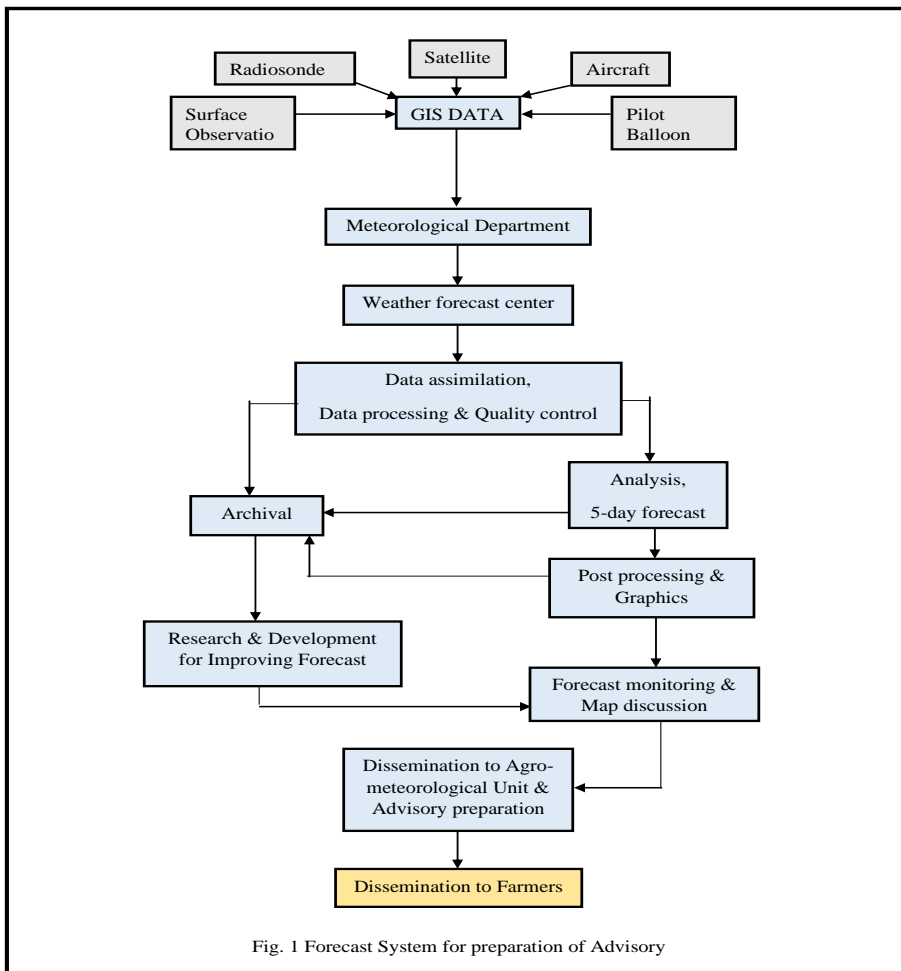 Satellite
Radiosonde
Aircraft
GIS DATA
Surface
Observatio
Pilot
Balloon
Meteorological Department
Weather forecast center
Data assimilation,
Data processing & Quality control
Analysis,
5-day forecast
Archival
Post processing &
Graphics
Research & Development
for Improving Forecast
Forecast monitoring &
Map discussion
Dissemination to Agro-
meteorological Unit &
Advisory preparation
Dissemination to Farmers
Fig. 1 Forecast System for preparation of Advisory